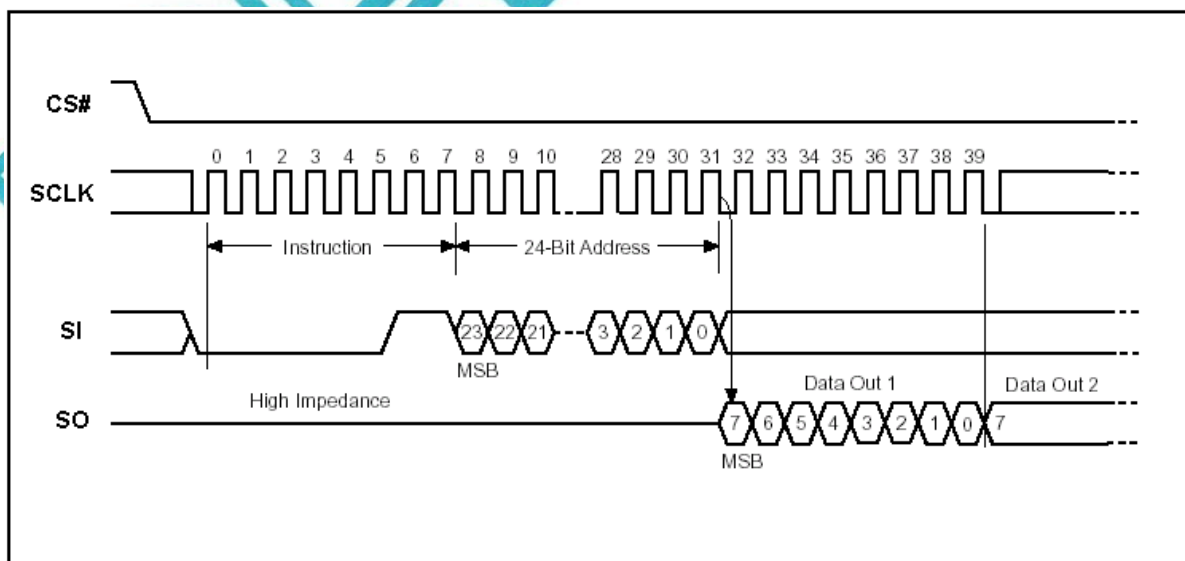 CS#
0 1 2 3 4 5 6 7 8 9 10 28 29 30 31 32 33 34 35 36 37 38 39
SCLK
Instruction 24-Bit Address
SI 23 22 21 3 2 1 0
MSB
High Impedance Data Out 1 Data Out 2
SO 7 6 5 4 3 2 1 0 7
MSB